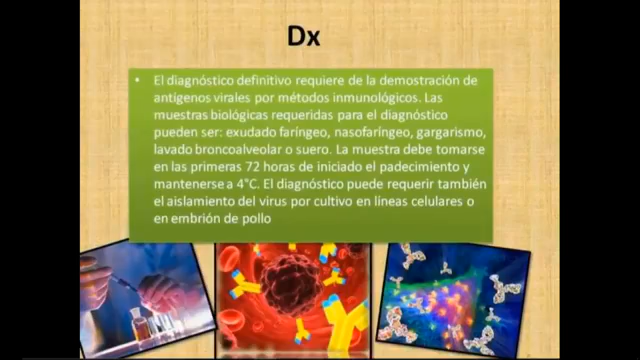 Dx
• El diagnóstico definitivo requiere de la demostración de
antígenos virales por métodos inmunológicos. Las
muestras biológicas requeridas para el diagnóstico
pueden ser: exudado faríngeo, nasofaríngeo, gargarismo,
lavado broncoalveolar o suero. La muestra debe tomarse
en las primeras 72 horas de iniciado el padecimiento y
mantenerse a 4°C. El diagnóstico puede requerir también
el aislamiento del virus por cultivo en líneas celulares o
en embrión de pollo